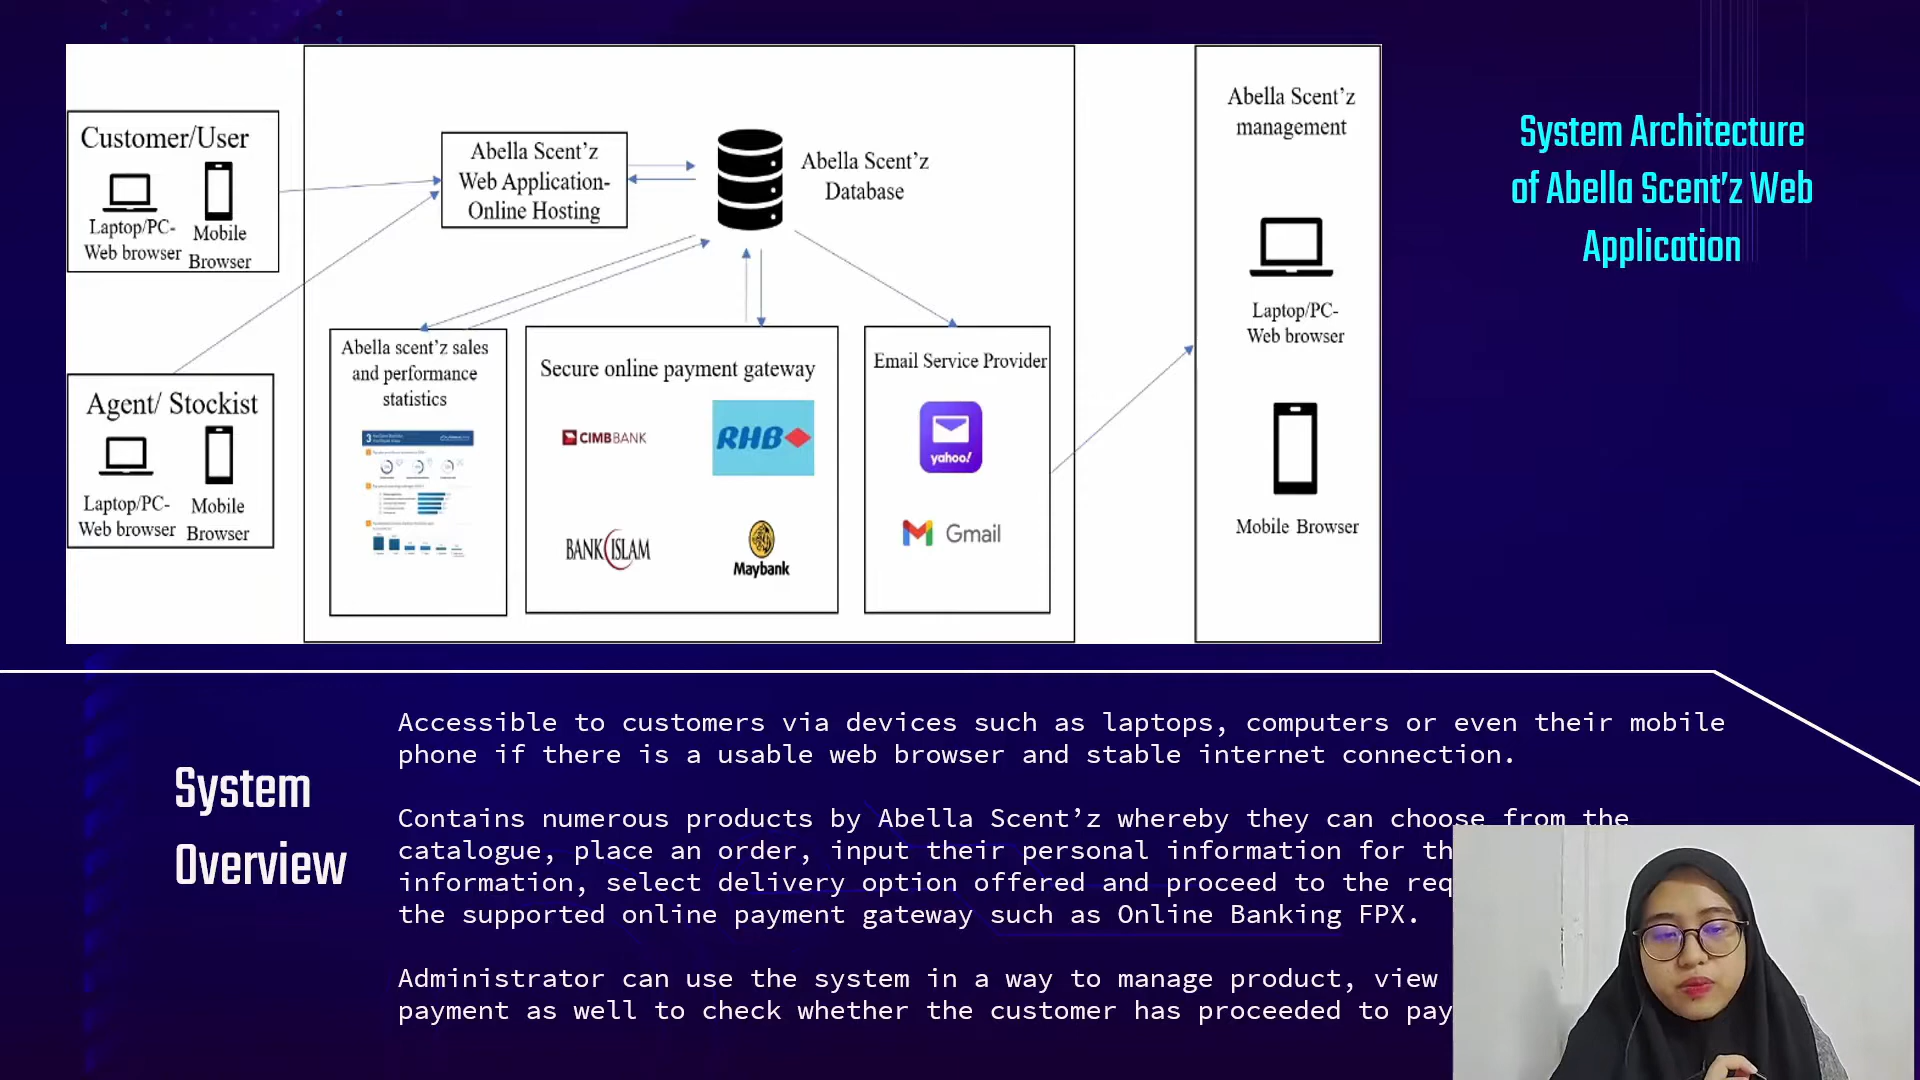 System Architecture
of Abella Scent’z Web
Application
Customer/User
Laptop/PC-
Web browser
Mobile
Browser
Agent/ Stockist
Laptop/PC-
Web browser
Mobile
Browser
Abella Scent’z
Web Application-
Online Hosting
Abella Scent’z
Database
Abella scent’z sales
and performance
statistics
3
Secure online payment gateway
CIMB BANK
RHB
BANK ISLAM
Maybank
Email Service Provider
yahoo!
Gmail
Abella Scent’z
management
Laptop/PC-
Web browser
Mobile Browser
System
Overview
Accessible to customers via devices such as laptops, computers or even their mobile
phone if there is a usable web browser and stable internet connection.
Contains numerous products by Abella Scent’z whereby they can choose from the
catalogue, place an order, input their personal information for th
information, select delivery option offered and proceed to the req
the supported online payment gateway such as Online Banking FPX.
Administrator can use the system in a way to manage product, view
payment as well to check whether the customer has proceeded to pay